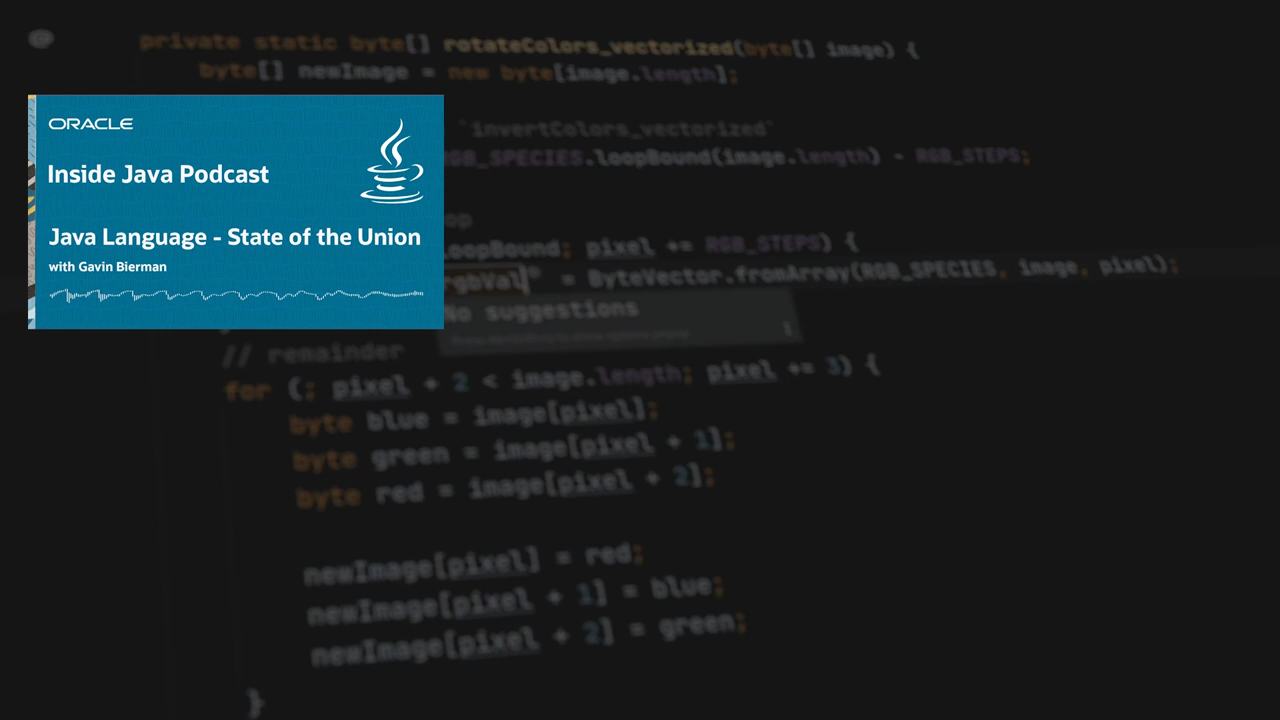 private static byte[] rotateColors_vectorized(byte[] image) {
byte[] newImage = new byte[image.length];
ORACLE
Inside Java Podcast
Java Language - State of the Union
with Gavin Bierman
`invertColors_vectorized`
RGB_SPECIES.loopBound(image.length) - RGB_STEPS;
loopBound; pixel += RGB_STEPS) {
rgbVal = ByteVector.fromArray(RGB_SPECIES, image, pixel);
No suggestions
// remainder
for (; pixel + 2 < image.length; pixel += 3) {
byte blue = image[pixel];
byte green = image[pixel + 1];
byte red = image[pixel + 2];
newImage[pixel] = red;
newImage[pixel + 1] = blue;
newImage[pixel + 2] = green;
}